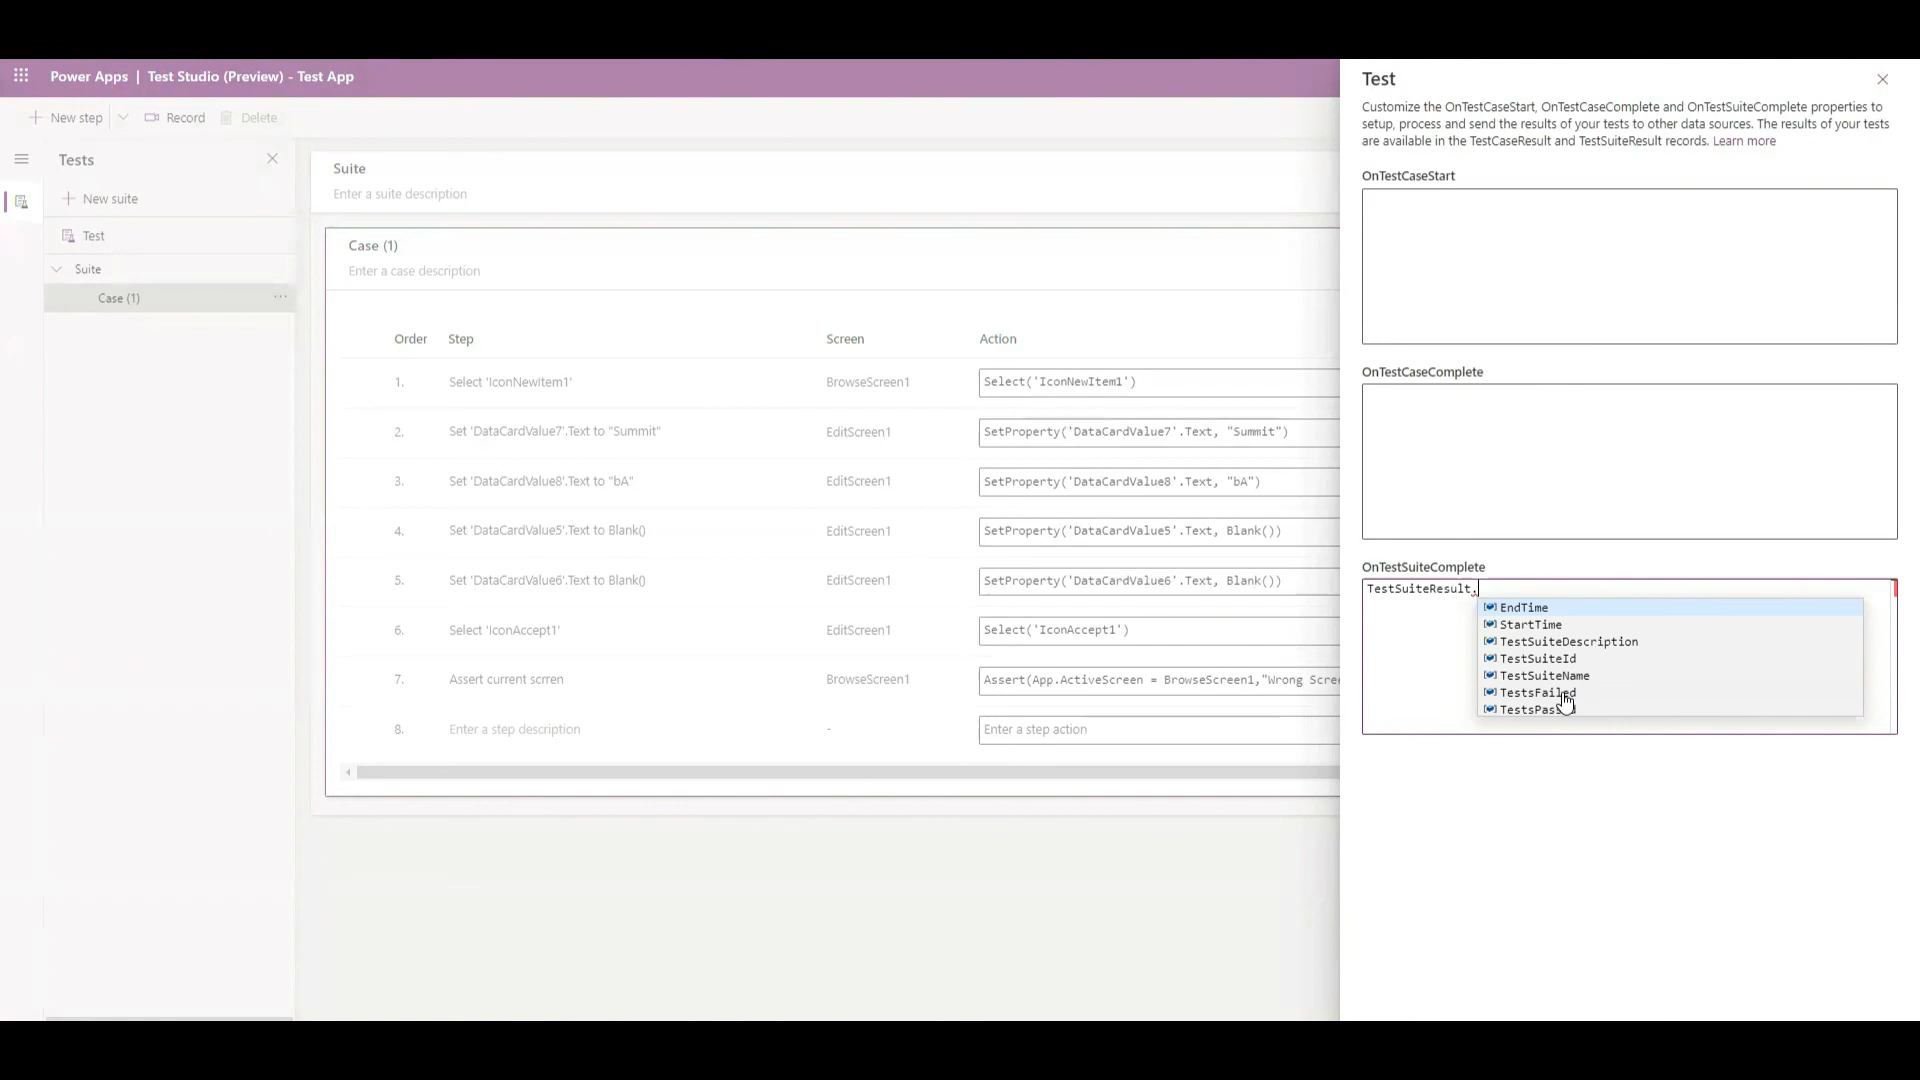 Power Apps | Test Studio (Preview) - Test App
New step
Record
Delete
Tests
New suite
Test
Suite
Case (1)
...
Suite
Enter a suite description
Case (1)
Enter a case description
Order Step Screen Action
1. Select 'IconNewItem1' BrowseScreen1 Select('IconNewItem1')
2. Set 'DataCardValue7'.Text to "Summit" EditScreen1 SetProperty('DataCardValue7'.Text, "Summit")
3. Set 'DataCardValue8'.Text to "bA" EditScreen1 SetProperty('DataCardValue8'.Text, "bA")
4. Set 'DataCardValue5'.Text to Blank() EditScreen1 SetProperty('DataCardValue5'.Text, Blank())
5. Set 'DataCardValue6'.Text to Blank() EditScreen1 SetProperty('DataCardValue6'.Text, Blank())
6. Select 'IconAccept1' EditScreen1 Select('IconAccept1')
7. Assert current scrren BrowseScreen1 Assert(App.ActiveScreen = BrowseScreen1,"Wrong Scree
8. Enter a step description - Enter a step action
Test
Customize the OnTestCaseStart, OnTestCaseComplete and OnTestSuiteComplete properties to
setup, process and send the results of your tests to other data sources. The results of your tests
are available in the TestCaseResult and TestSuiteResult records. Learn more
OnTestCaseStart
OnTestCaseComplete
OnTestSuiteComplete
TestSuiteResult.
EndTime
StartTime
TestSuiteDescription
TestSuiteId
TestSuiteName
TestsFailed